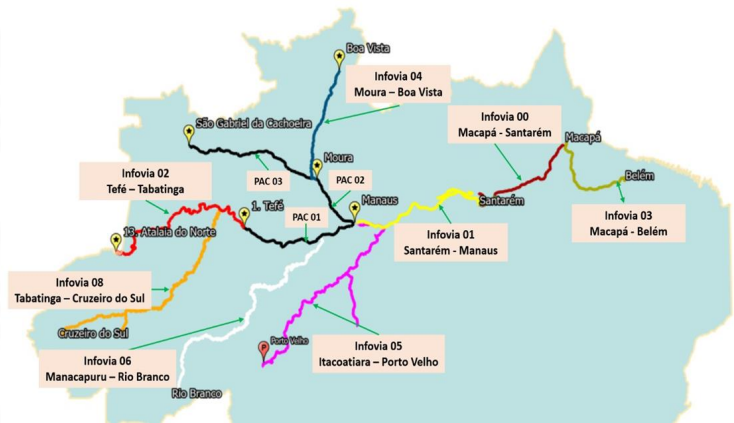 Boa Vista
Infovia 04
Moura – Boa Vista
Infovia 00
Macapá - Santarém
São Gabriel da Cachoeira
Macapá
Moura
Infovia 02
Tefé – Tabatinga
PAC 03
PAC 02
Belém
1. Tefé
Manaus
Santarém
PAC 01
13. Atalaia do Norte
Infovia 01
Santarém - Manaus
Infovia 03
Macapá - Belém
Infovia 08
Tabatinga – Cruzeiro do Sul
Cruzeiro do Sul
P
Porto Velho
Infovia 05
Itacoatiara – Porto Velho
Infovia 06
Manacapuru – Rio Branco
Rio Branco